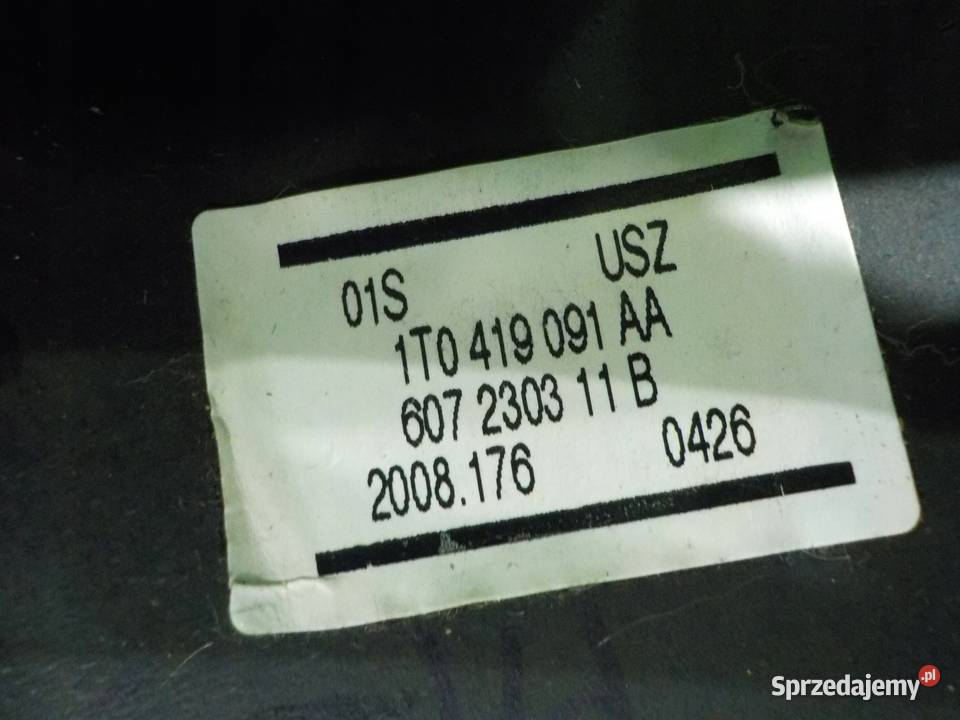 01S USZ
1T0 419 091 AA
607 2303 11 B
2008.176 0426
Sprzedajemy.pl